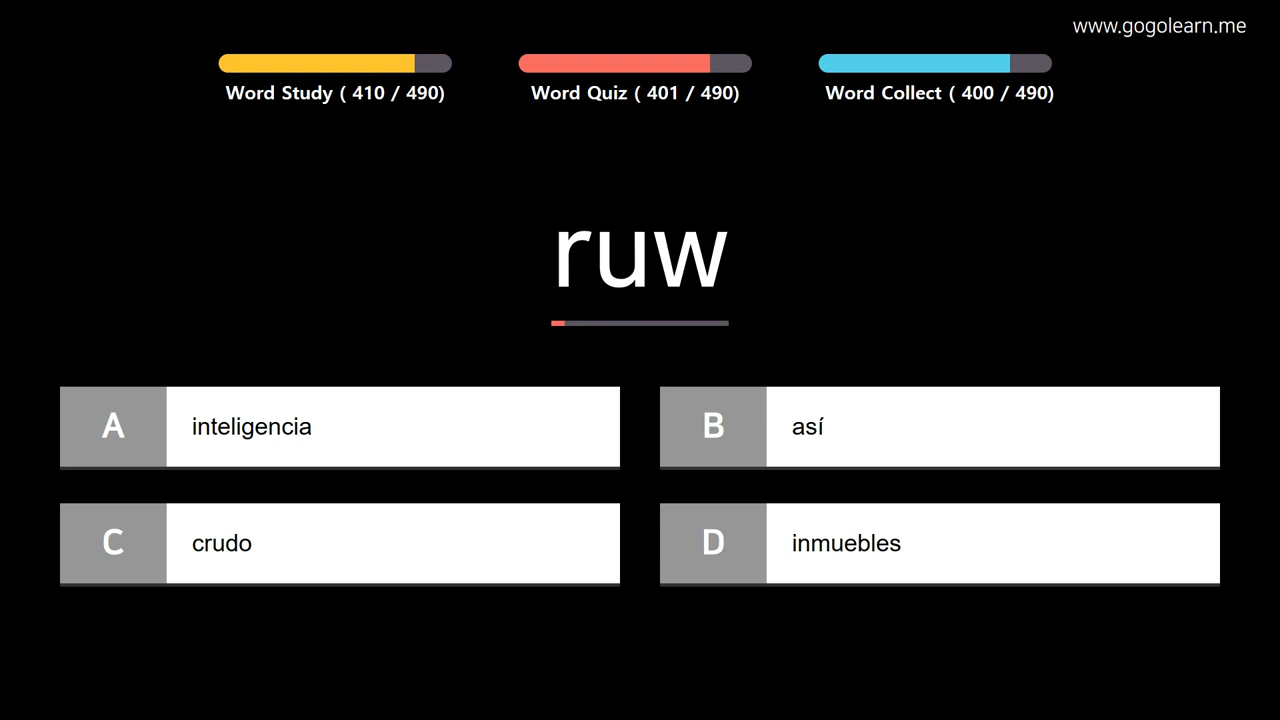 www.gogolearn.me
Word Study ( 410 / 490)
Word Quiz ( 401 / 490)
Word Collect ( 400 / 490)
ruw
A inteligencia
B así
C crudo
D inmuebles